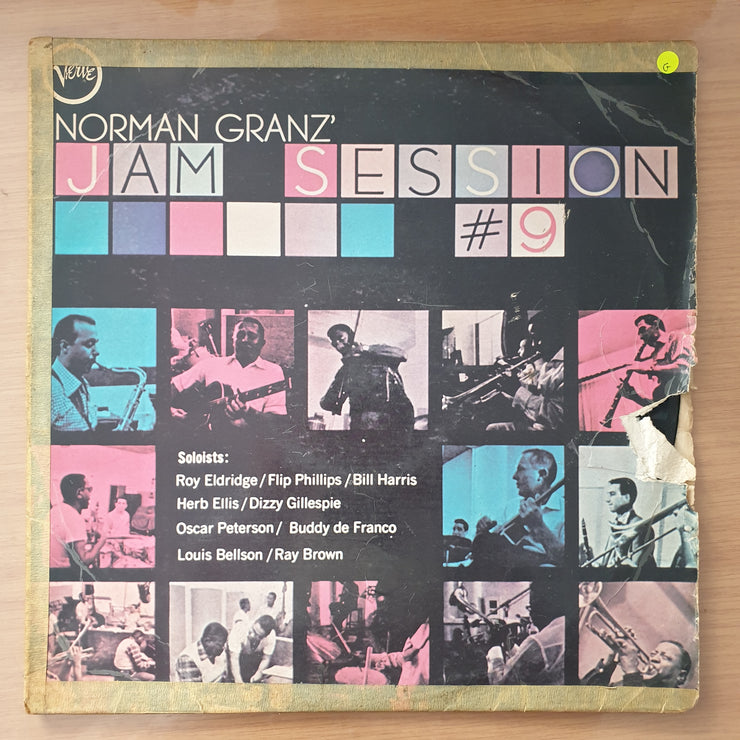 Verve
G
NORMAN GRANZ'
JAM SESSION
#9
Soloists:
Roy Eldridge/Flip Phillips/Bill Harris
Herb Ellis/Dizzy Gillespie
Oscar Peterson/ Buddy de Franco
Louis Bellson/Ray Brown